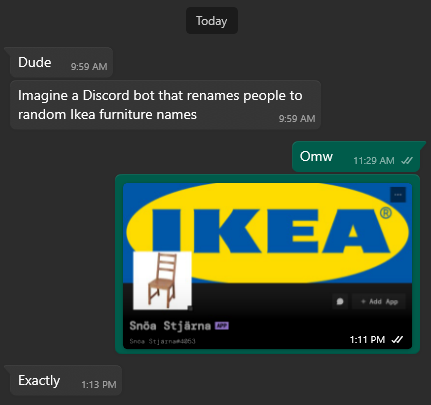 Today
Dude
9:59 AM
Imagine a Discord bot that renames people to
random Ikea furniture names
9:59 AM
Omw
11:29 AM
IKEA®
+ Add App
Snöa Stjärna APP
Snöa Stjärna#4053
1:11 PM
Exactly
1:13 PM